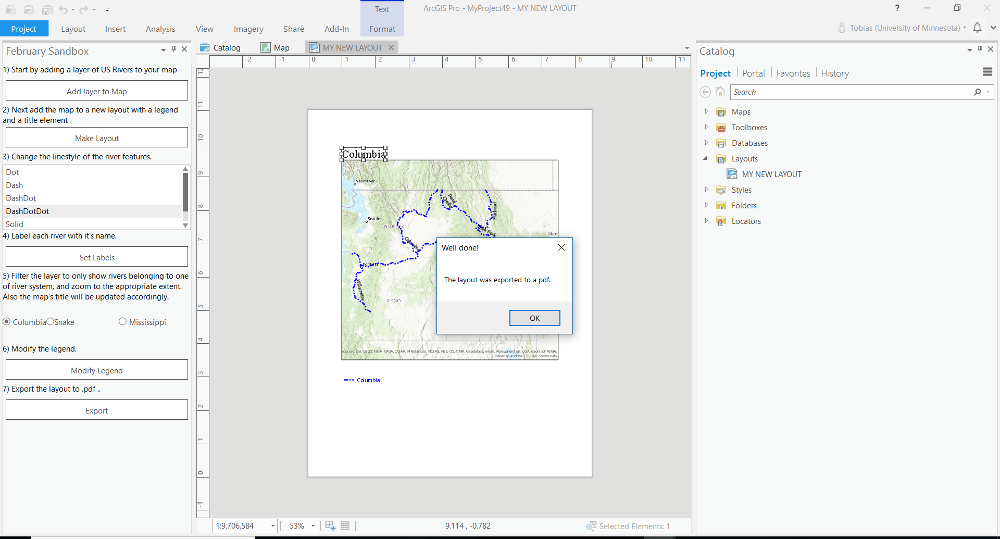 Text
ArcGIS Pro - MyProject49 - MY NEW LAYOUT
?
Project
Layout
Insert
Analysis
View
Imagery
Share
Add-In
Format
Tobias (University of Minnesota)
February Sandbox
1) Start by adding a layer of US Rivers to your map
Add layer to Map
2) Next add the map to a new layout with a legend
and a title element
Make Layout
3) Change the linestyle of the river features.
Dot
Dash
DashDot
DashDotDot
Solid
4) Label each river with it's name.
Set Labels
5) Filter the layer to only show rivers belonging to one
of river system, and zoom to the appropriate extent.
Also the map's title will be updated accordingly.
Columbia
Snake
Mississippi
6) Modify the legend.
Modify Legend
7) Export the layout to .pdf ..
Export
Catalog
Map
MY NEW LAYOUT
-2 -1 0 1 2 3 4 5 6 7 8 9 10 11
12
11
10
9
8
7
6
5
4
3
2
1
0
-1
Columbia
Vancouver
Seattle
Washington
Pend
Oreille
Flathead
Clark Fork
Mon
Columbia
Portland
Willamette
Oregon
Sources: Esri, USGS, NGA, NASA, CGIAR, N Robinson, NCEAS, NLS, OS, NMA, Geodatastyrelsen, Rijkswaterstaat, GSA, Geoland, FEMA,
Intermap and the GIS user community
Columbia
Well done!
The layout was exported to a pdf.
OK
1:9,706,584
53%
9.114 , -0.782
Selected Elements: 1
Catalog
Project
Portal
Favorites
History
Search
Maps
Toolboxes
Databases
Layouts
MY NEW LAYOUT
Styles
Folders
Locators